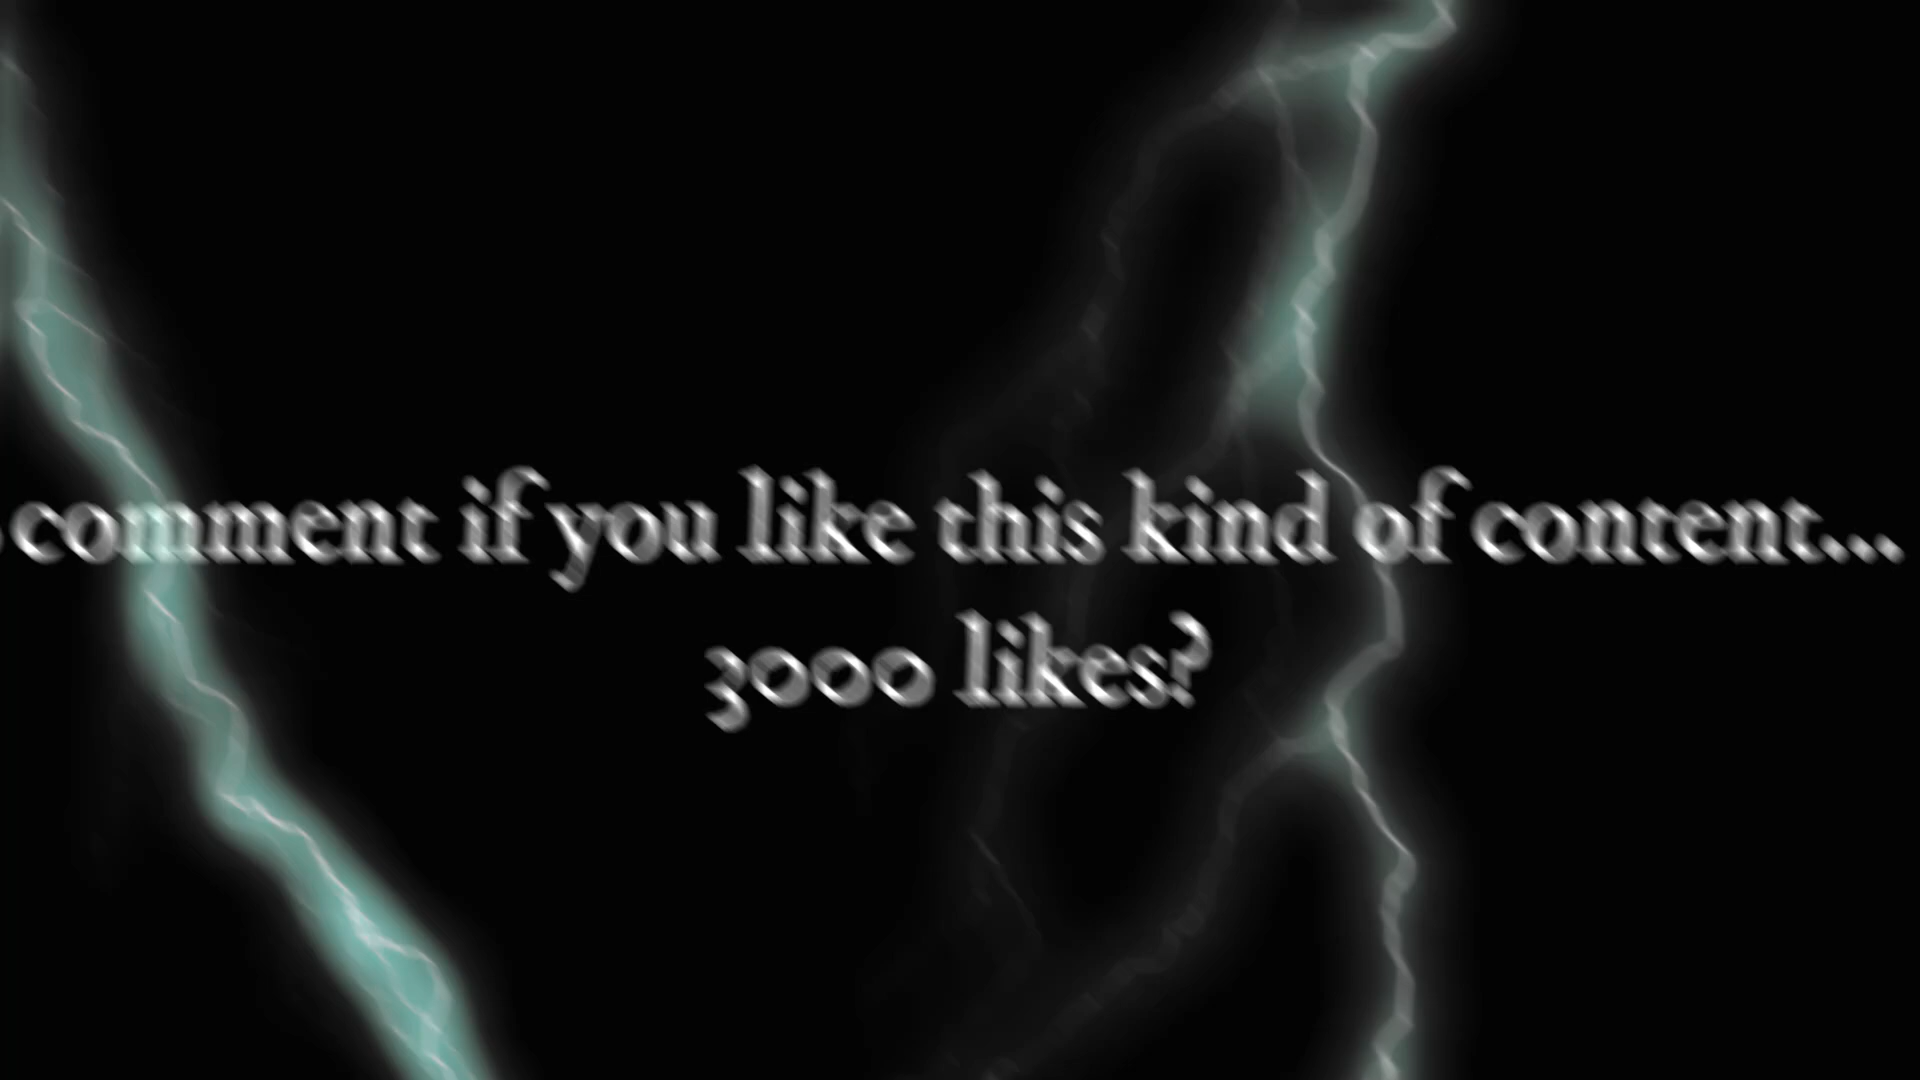 comment if you like this kind of content...
3000 likes?